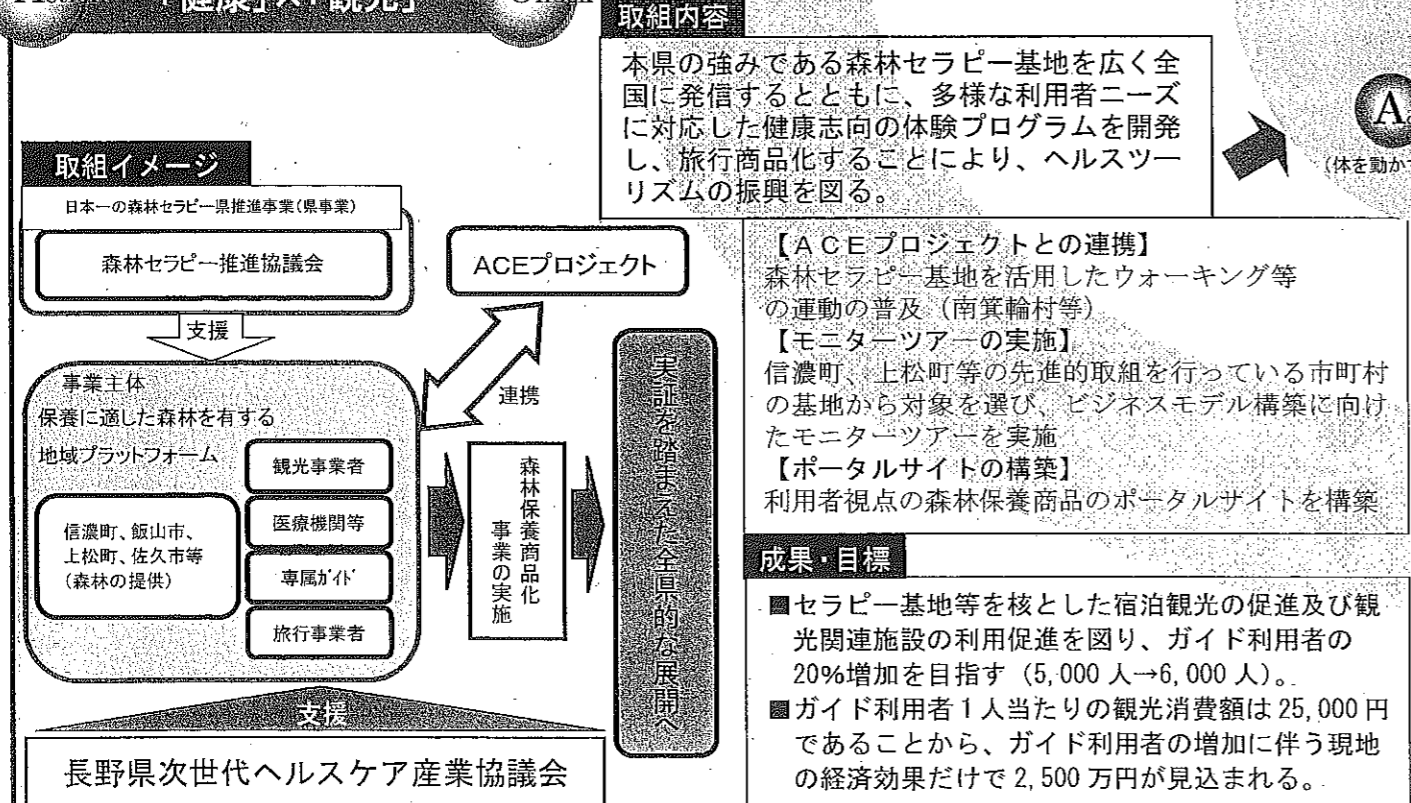 「健康」×「観光」
取組内容
本県の強みである森林セラピー基地を広く全
国に発信するとともに、多様な利用者ニーズ
に対応した健康志向の体験プログラムを開発
し、旅行商品化することにより、ヘルスツー
リズムの振興を図る。
A
(体を動か
取組イメージ
日本一の森林セラピー県推進事業(県事業)
森林セラピー推進協議会
ACEプロジェクト
支援
連携
事業主体
保養に適した森林を有する
地域プラットフォーム
信濃町、飯山市、
上松町、佐久市等
(森林の提供)
観光事業者
医療機関等
専属ガイド
旅行事業者
森林保養商品化
事業の実施
実証を踏まえた全県的な展開へ
支援
長野県次世代ヘルスケア産業協議会
【ACEプロジェクトとの連携】
森林セラピー基地を活用したウォーキング等
の運動の普及(南箕輪村等)
【モニターツアーの実施】
信濃町、上松町等の先進的取組を行っている市町村
の基地から対象を選び、ビジネスモデル構築に向け
たモニターツアーを実施
【ポータルサイトの構築】
利用者視点の森林保養商品のポータルサイトを構築
成果・目標
■セラピー基地等を核とした宿泊観光の促進及び観
光関連施設の利用促進を図り、ガイド利用者の
20%増加を目指す(5,000人→6,000人)。
■ガイド利用者1人当たりの観光消費額は25,000円
であることから、ガイド利用者の増加に伴う現地
の経済効果だけで2,500万円が見込まれる。